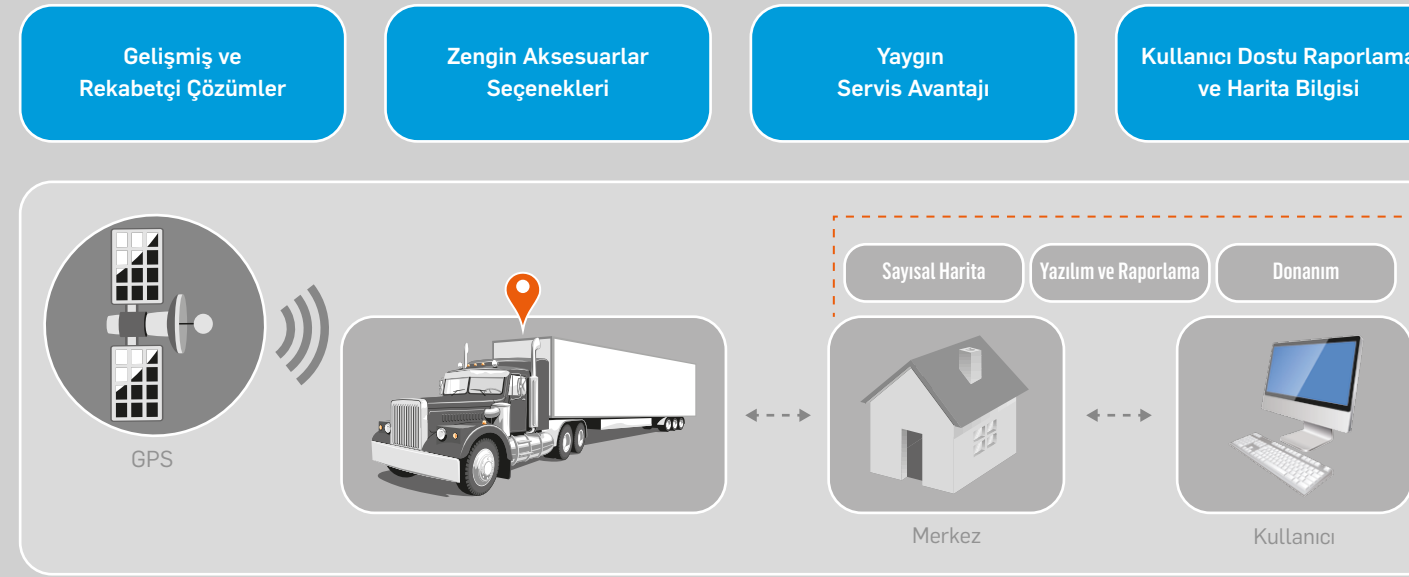 Gelişmiş ve
Rekabetçi Çözümler
Zengin Aksesuarlar
Seçenekleri
Yaygın
Servis Avantajı
Kullanıcı Dostu Raporlama
ve Harita Bilgisi
Sayısal Harita
Yazılım ve Raporlama
Donanım
GPS
Merkez
Kullanıcı